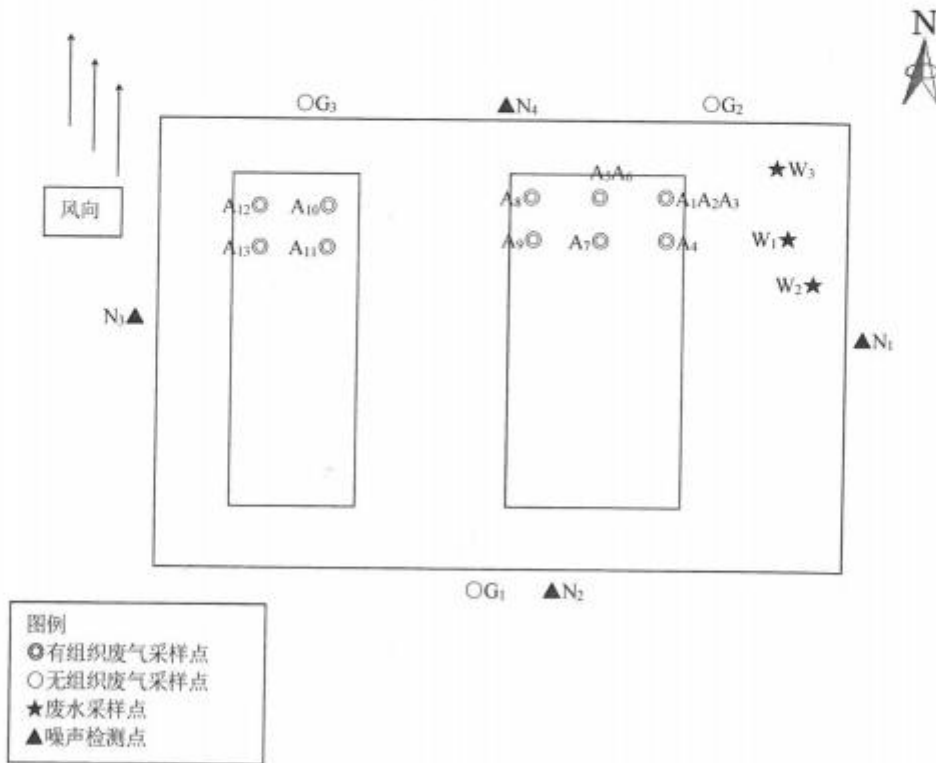 N
○G₃ ▲N₄ ○G₂
风向
A₅A₆
★W₃
A₁₂◎ A₁₀◎ A₈◎ ◎ ◎A₁A₂A₃
A₁₃◎ A₁₁◎ A₉◎ A₇◎ ◎A₄ W₁★
W₂★
N₃▲
▲N₁
○G₁ ▲N₂
图例
◎有组织废气采样点
○无组织废气采样点
★废水采样点
▲噪声检测点